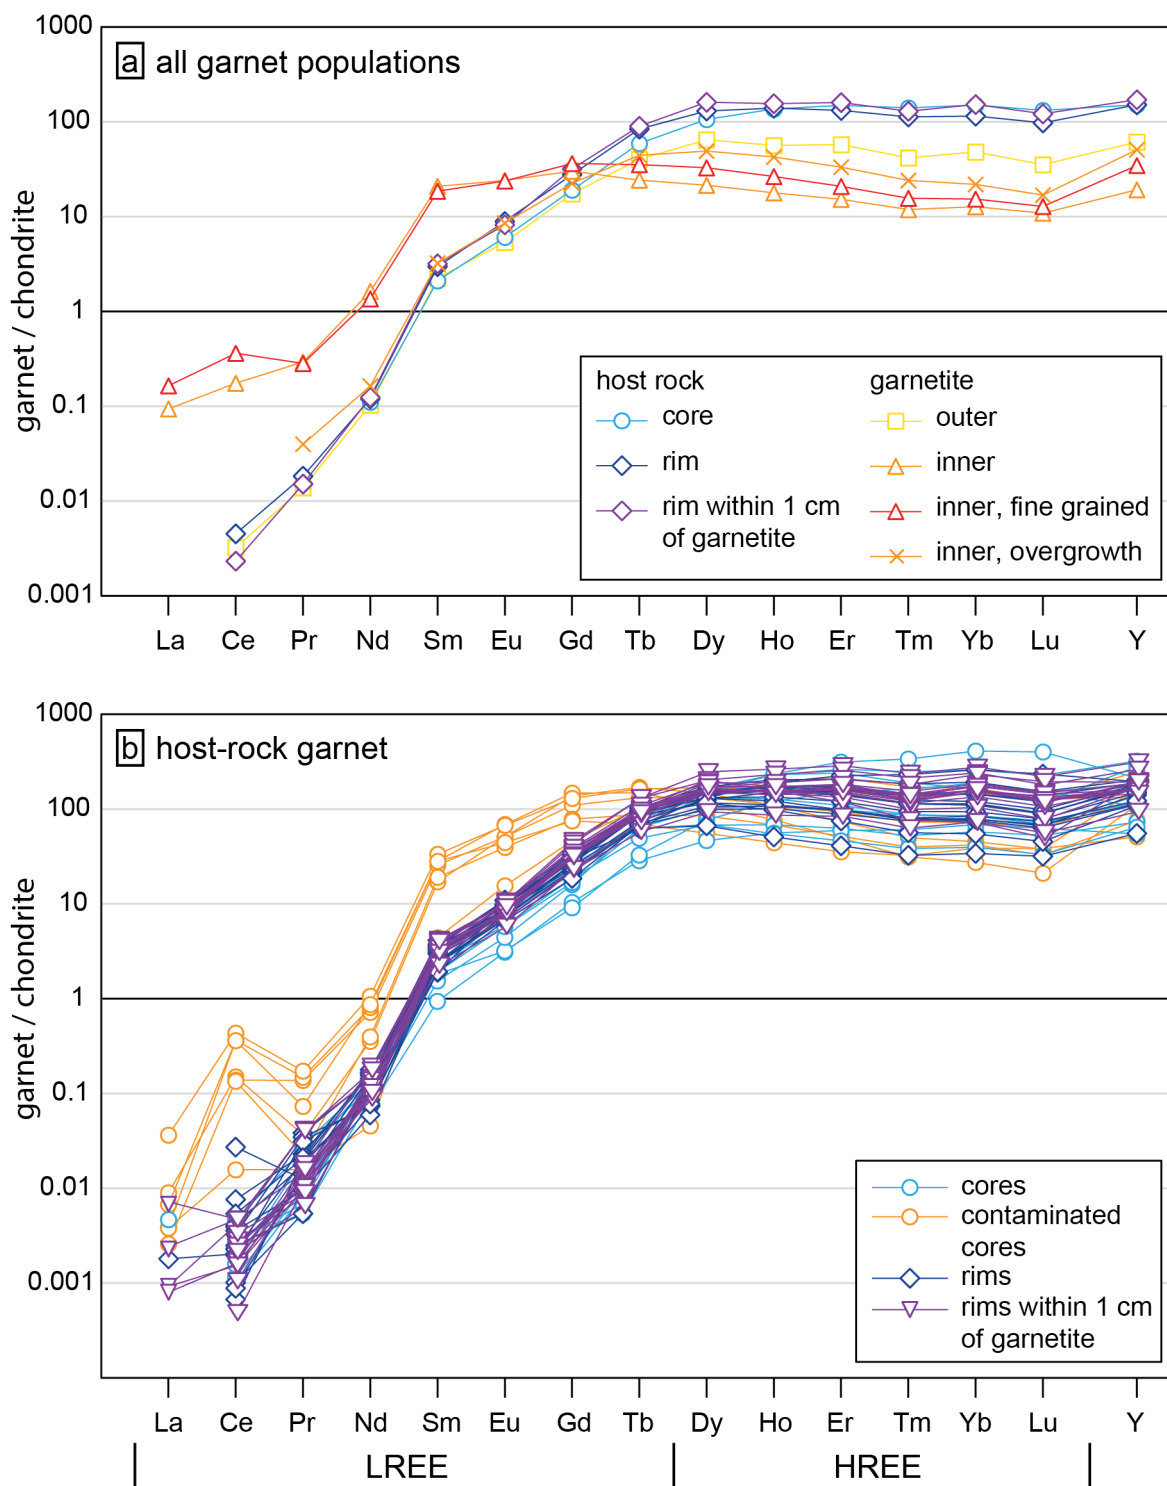 1000
a all garnet populations
100
10
1
0.1
0.01
0.001
garnet / chondrite
host rock
core
rim
rim within 1 cm
of garnetite
garnetite
outer
inner
inner, fine grained
inner, overgrowth
La Ce Pr Nd Sm Eu Gd Tb Dy Ho Er Tm Yb Lu Y
1000
b host-rock garnet
100
10
1
0.1
0.01
0.001
garnet / chondrite
cores
contaminated
cores
rims
rims within 1 cm
of garnetite
La Ce Pr Nd Sm Eu Gd Tb Dy Ho Er Tm Yb Lu Y
LREE HREE